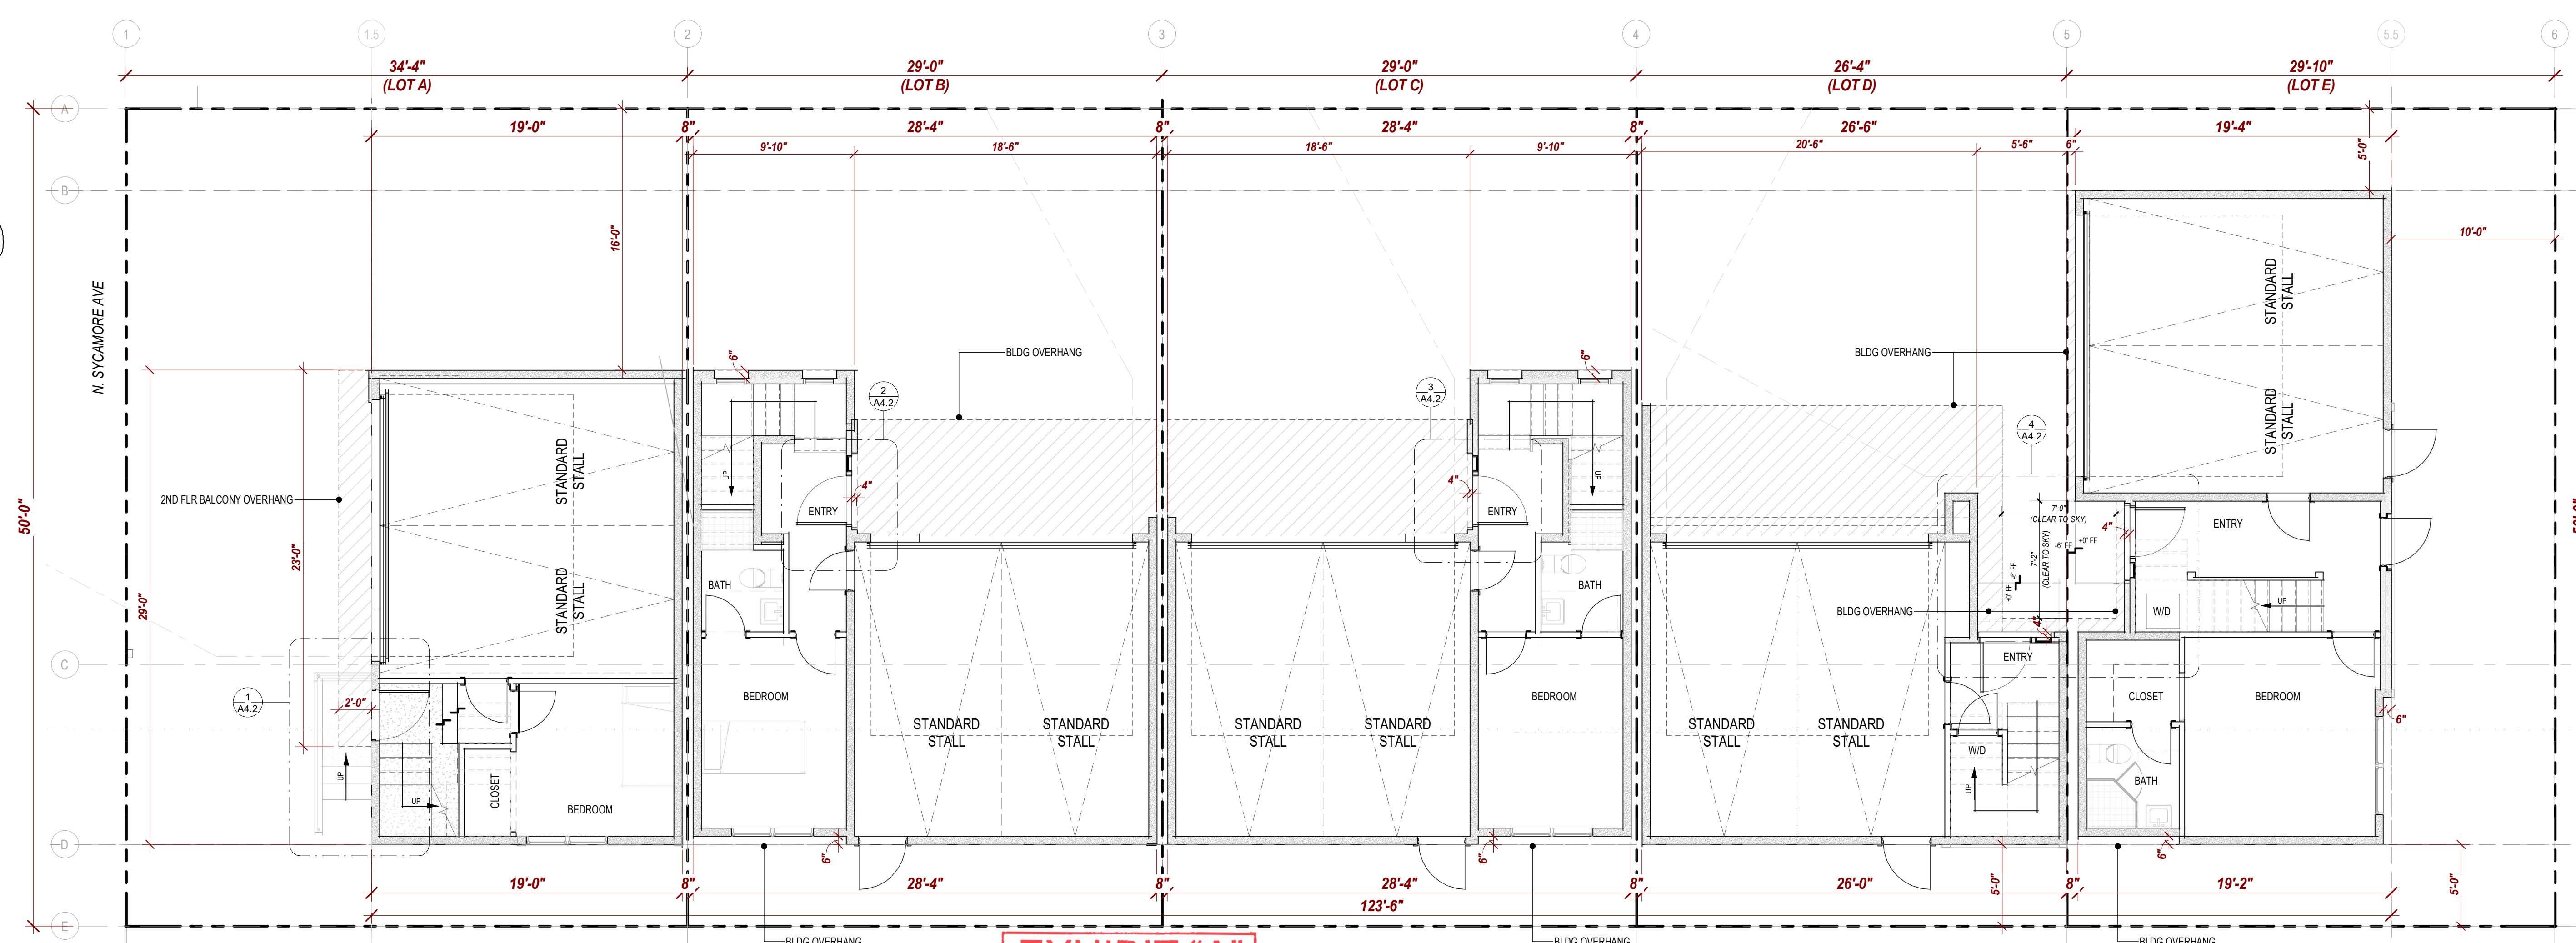 1
1.5
2
3
4
5
5.5
6
34'-4"
(LOT A)
29'-0"
(LOT B)
29'-0"
(LOT C)
26'-4"
(LOT D)
29'-10"
(LOT E)
A
19'-0"
8"
28'-4"
8"
28'-4"
8"
26'-6"
19'-4"
9'-10"
18'-6"
18'-6"
9'-10"
20'-6"
5'-6"
6"
5'-0"
B
16'-0"
10'-0"
N. SYCAMORE AVE
STANDARD
STALL
BLDG OVERHANG
BLDG OVERHANG
6"
6"
2
A4.2
3
A4.2
4
A4.2
STANDARD
STALL
STANDARD
STALL
UP
UP
2ND FLR BALCONY OVERHANG
4"
4"
ENTRY
ENTRY
50'-0"
7'-0"
(CLEAR TO SKY)
4"
ENTRY
-6" FF
+0" FF
7'-2"
(CLEAR TO SKY)
+0" FF
-6" FF
23'-0"
29'-0"
STANDARD
STALL
BATH
BATH
BLDG OVERHANG
W/D
UP
4"
C
ENTRY
1
A4.2
2'-0"
BEDROOM
BEDROOM
CLOSET
BEDROOM
6"
STANDARD
STALL
STANDARD
STALL
STANDARD
STALL
STANDARD
STALL
STANDARD
STALL
STANDARD
STALL
W/D
UP
UP
CLOSET
BEDROOM
UP
BATH
D
6"
6"
6"
19'-0"
8"
28'-4"
8"
28'-4"
8"
26'-0"
5'-0"
8"
19'-2"
5'-0"
123'-6"
E
BLDG OVERHANG
BLDG OVERHANG
BLDG OVERHANG